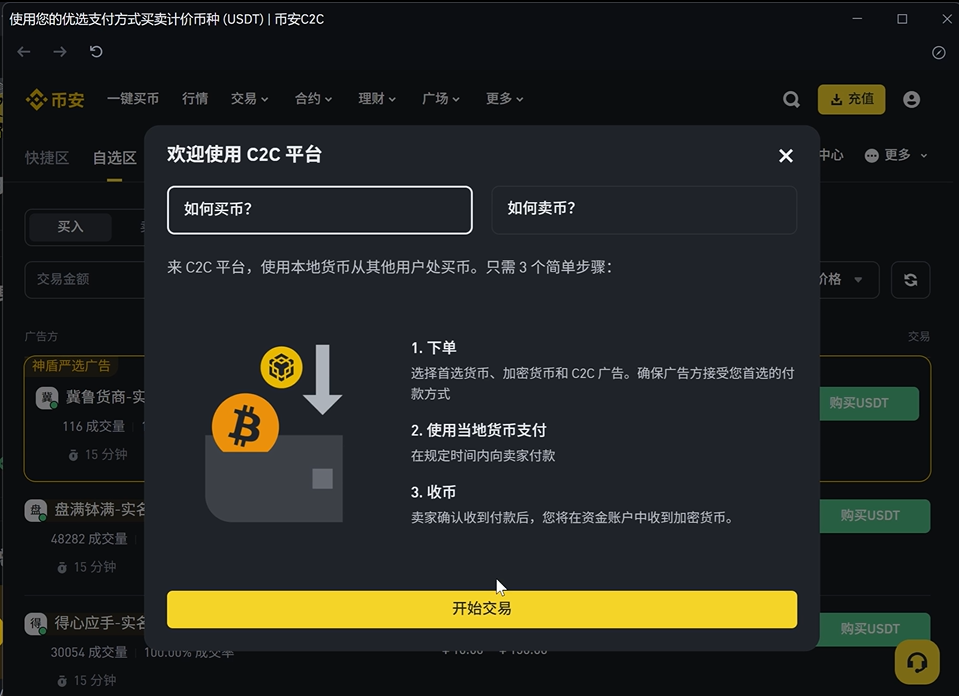 使用您的优选支付方式买卖计价币种 (USDT) | 币安C2C
币安 一键买币 行情 交易 合约 理财 广场 更多 充值
快捷区 自选区 中心 更多
欢迎使用 C2C 平台
如何买币? 如何卖币?
买入
来 C2C 平台，使用本地货币从其他用户处买币。只需 3 个简单步骤：
交易金额 价格
广告方 交易
神盾严选广告
1. 下单
选择首选货币、加密货币和 C2C 广告。确保广告方接受您首选的付
款方式
冀 冀鲁货商-实 购买USDT
116 成交量
15 分钟
2. 使用当地货币支付
在规定时间内向卖家付款
3. 收币
卖家确认收到付款后，您将在资金账户中收到加密货币。
盘 盘满钵满-实名 购买USDT
48282 成交量
15 分钟
开始交易
得 得心应手-实名 购买USDT
30054 成交量 100.00% 成交率
15 分钟